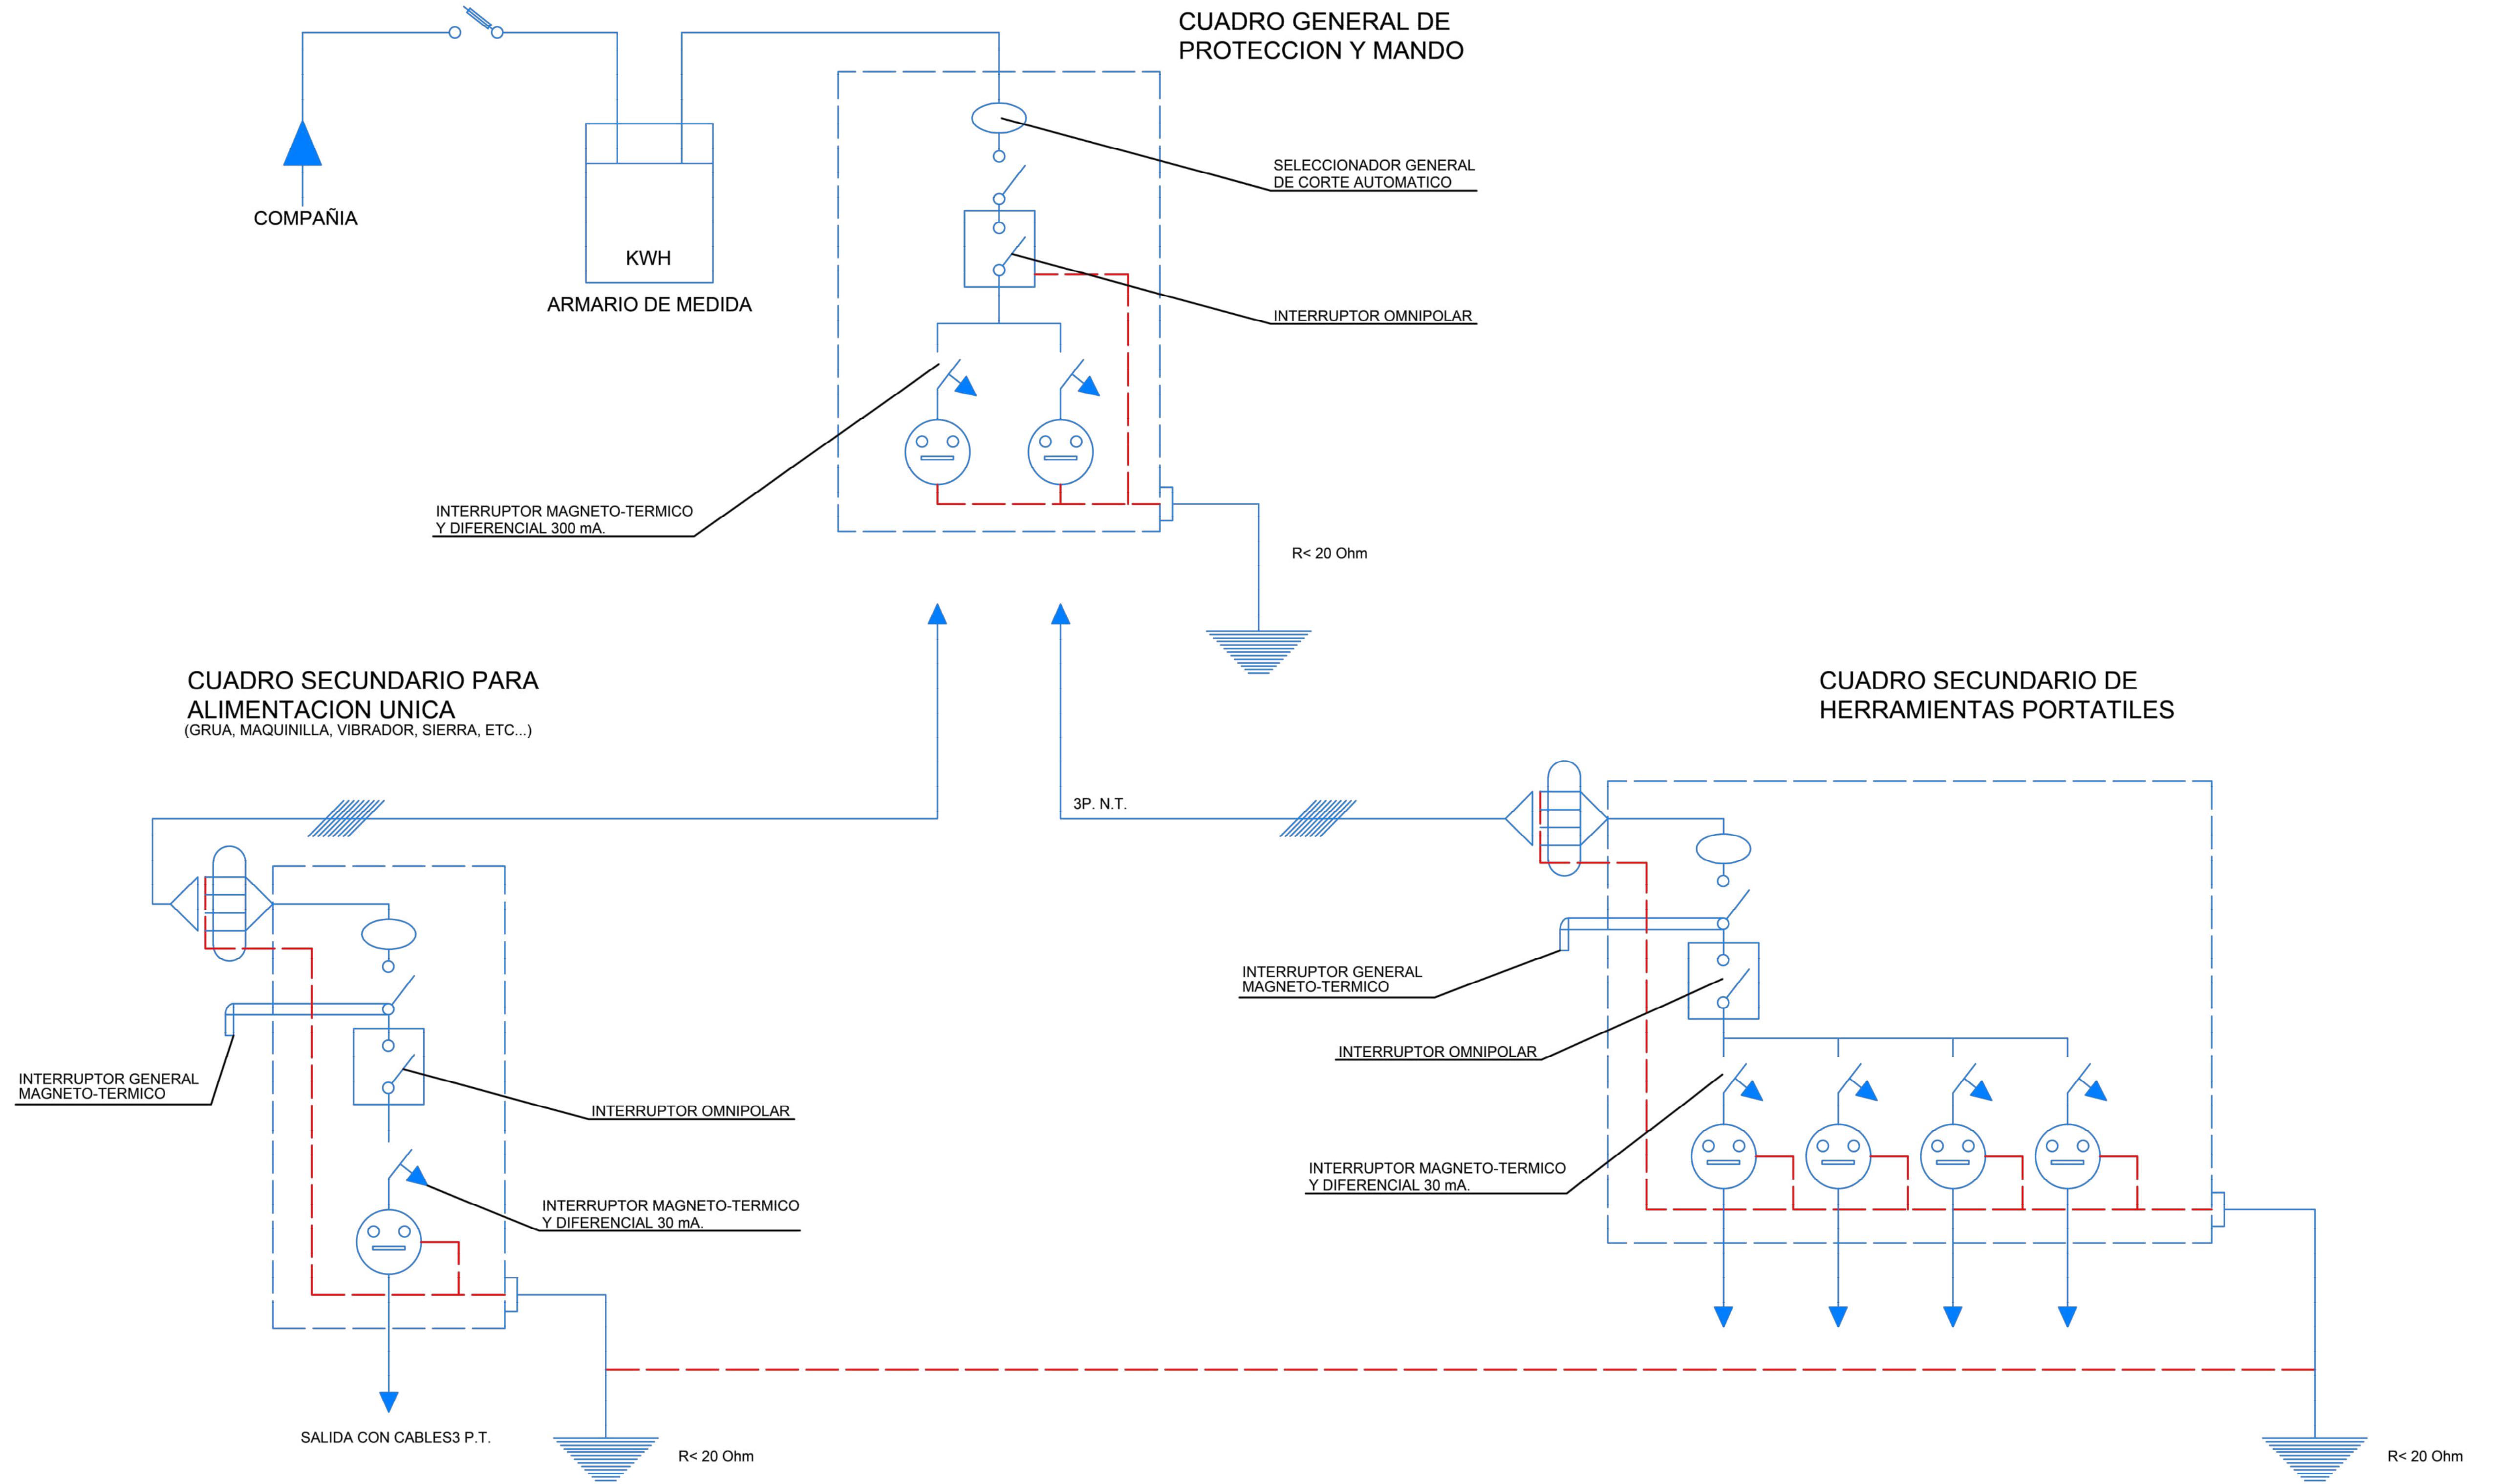 CUADRO GENERAL DE
PROTECCION Y MANDO
SELECCIONADOR GENERAL
DE CORTE AUTOMATICO
COMPAÑIA
KWH
ARMARIO DE MEDIDA
INTERRUPTOR OMNIPOLAR
INTERRUPTOR MAGNETO-TERMICO
Y DIFERENCIAL 300 mA.
R< 20 Ohm
CUADRO SECUNDARIO PARA
ALIMENTACION UNICA
(GRUA, MAQUINILLA, VIBRADOR, SIERRA, ETC...)
CUADRO SECUNDARIO DE
HERRAMIENTAS PORTATILES
3P. N.T.
INTERRUPTOR GENERAL
MAGNETO-TERMICO
INTERRUPTOR OMNIPOLAR
INTERRUPTOR GENERAL
MAGNETO-TERMICO
INTERRUPTOR OMNIPOLAR
INTERRUPTOR MAGNETO-TERMICO
Y DIFERENCIAL 30 mA.
INTERRUPTOR MAGNETO-TERMICO
Y DIFERENCIAL 30 mA.
SALIDA CON CABLES3 P.T.
R< 20 Ohm
R< 20 Ohm